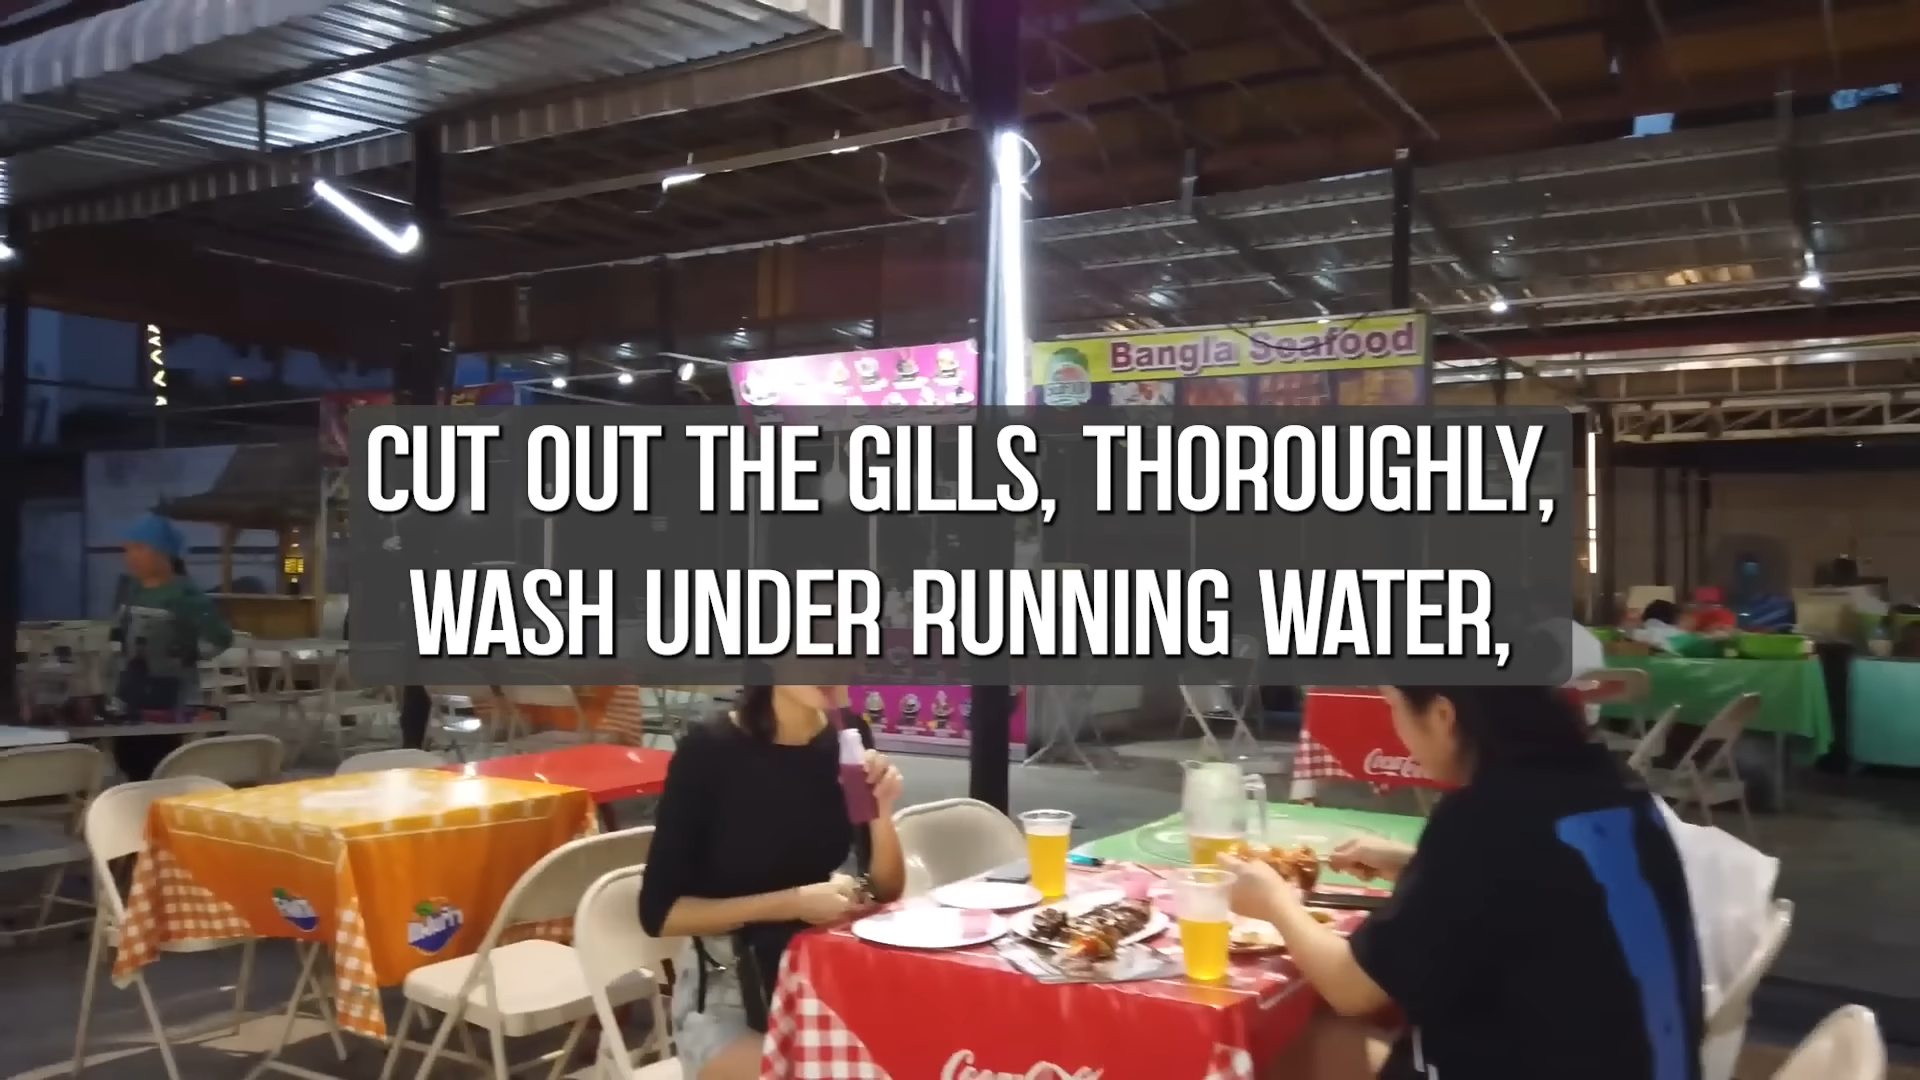 Bangla Seafood
CUT OUT THE GILLS, THOROUGHLY,
WASH UNDER RUNNING WATER,
Coca-Cola